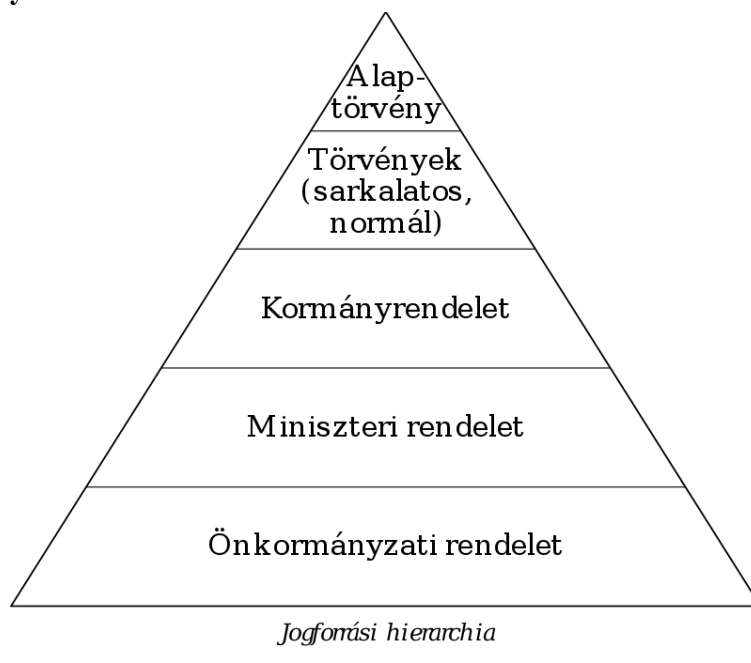 Alap-
törvény
Törvények
(sarkalatos,
normál)
Kormányrendelet
Miniszteri rendelet
Önkormányzati rendelet
Jogforrási hierarchia